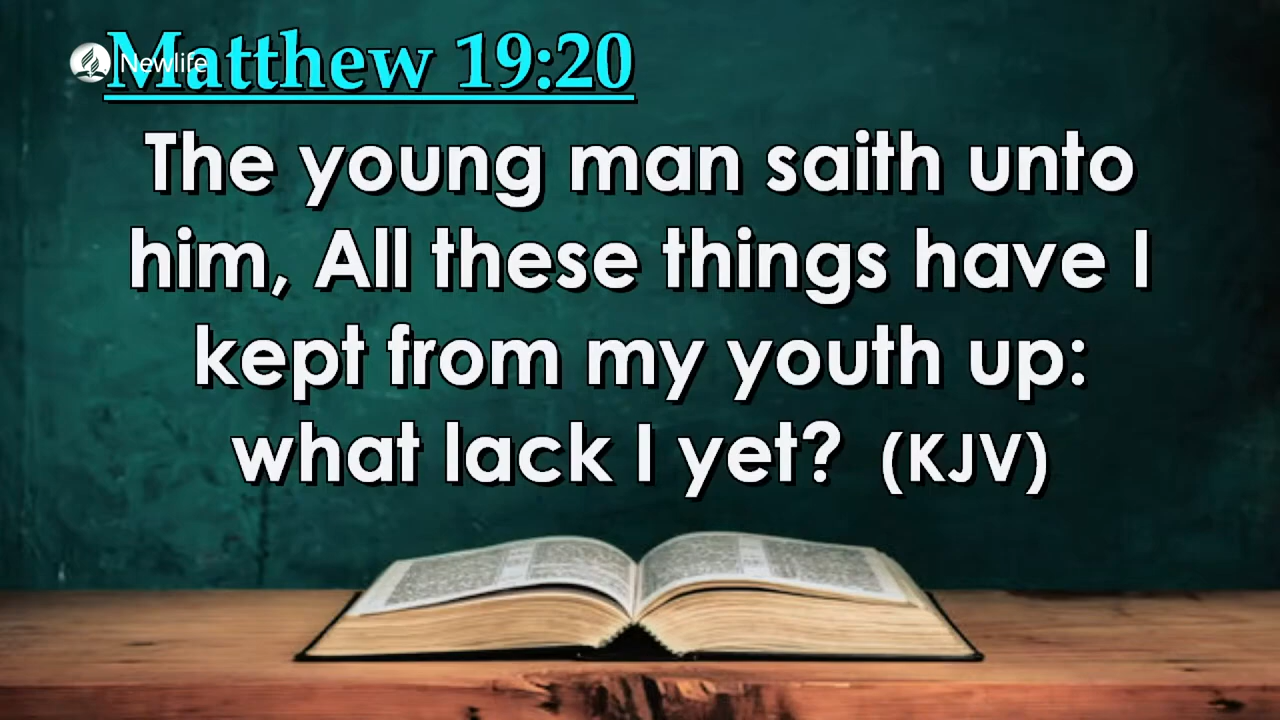 Matthew 19:20
Newlife
The young man saith unto
him, All these things have I
kept from my youth up:
what lack I yet? (KJV)